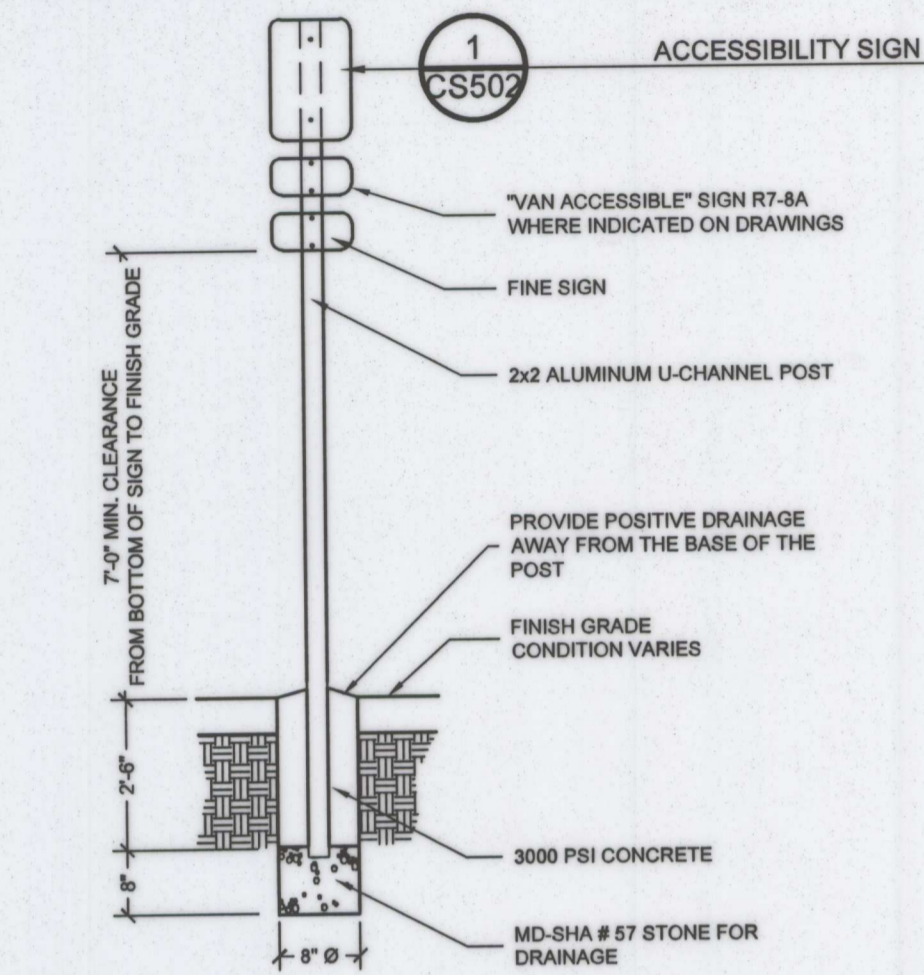 1
CS502
ACCESSIBILITY SIGN
"VAN ACCESSIBLE" SIGN R7-8A
WHERE INDICATED ON DRAWINGS
FINE SIGN
2x2 ALUMINUM U-CHANNEL POST
7'-0" MIN. CLEARANCE
FROM BOTTOM OF SIGN TO FINISH GRADE
PROVIDE POSITIVE DRAINAGE
AWAY FROM THE BASE OF THE
POST
FINISH GRADE
CONDITION VARIES
2'-6"
3000 PSI CONCRETE
8"
MD-SHA # 57 STONE FOR
DRAINAGE
8" Ø